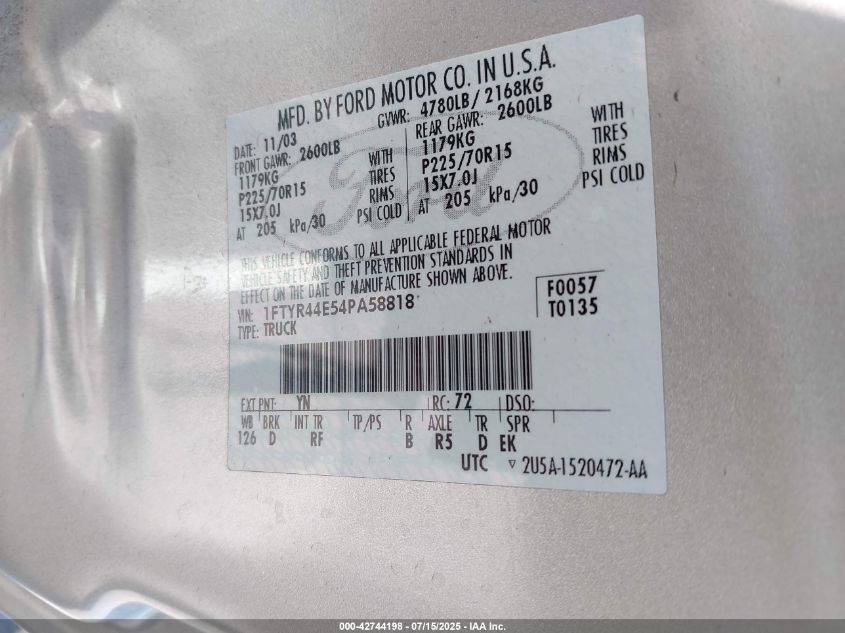 MFD. BY FORD MOTOR CO. IN U.S.A.
DATE: 11/03 GVWR: 4780LB/ 2168KG
FRONT GAWR: 2600LB REAR GAWR: 2600LB
1179KG WITH 1179KG WITH
P225/70R15 TIRES P225/70R15 TIRES
15X7.0J RIMS 15X7.0J RIMS
AT 205 kPa/30 PSI COLD AT 205 kPa/30 PSI COLD
Ford
THIS VEHICLE CONFORMS TO ALL APPLICABLE FEDERAL MOTOR
VEHICLE SAFETY AND THEFT PREVENTION STANDARDS IN
EFFECT ON THE DATE OF MANUFACTURE SHOWN ABOVE.
VIN: 1FTYR44E54PA58818
TYPE: TRUCK
F0057
T0135
EXT PNT: YN RC: 72 DSO:
WB BRK INT TR TP/PS R AXLE TR SPR
126 D RF B R5 D EK
UTC ▽ 2U5A-1520472-AA
000-42744198 - 07/15/2025 - IAA Inc.